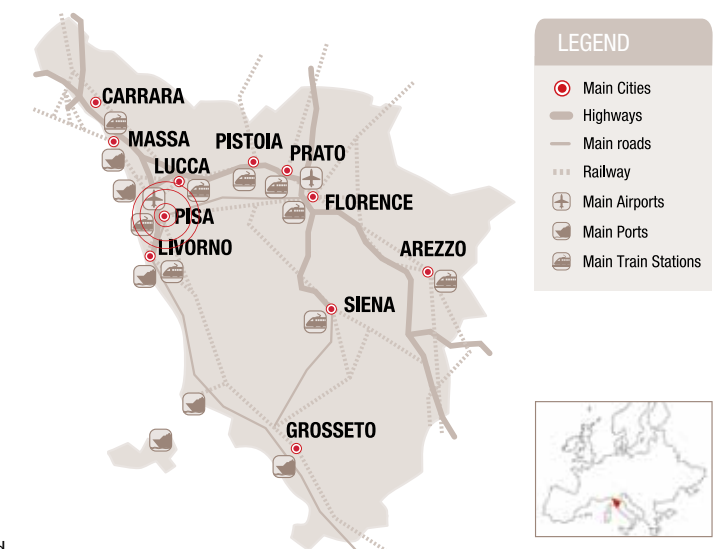 CARRARA
MASSA
PISTOIA
PRATO
LUCCA
FLORENCE
PISA
LIVORNO
AREZZO
SIENA
GROSSETO
LEGEND
Main Cities
Highways
Main roads
Railway
Main Airports
Main Ports
Main Train Stations
d